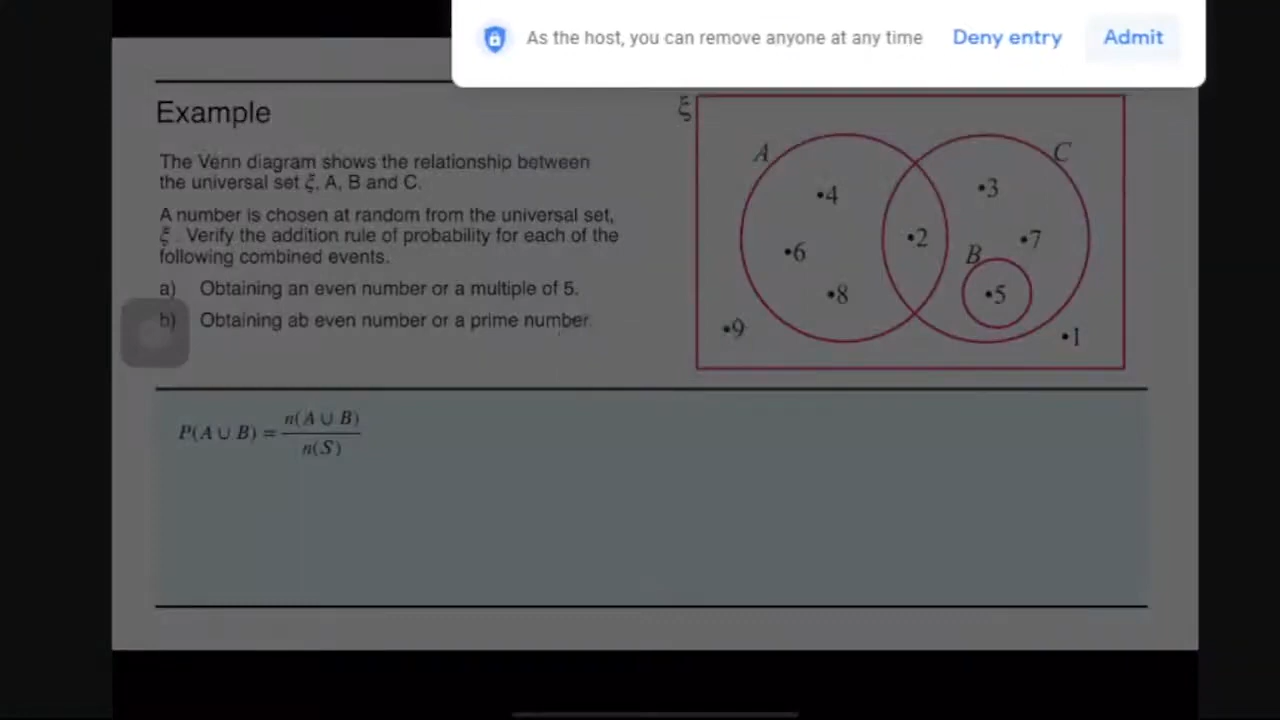 As the host, you can remove anyone at any time Deny entry Admit
Example
The Venn diagram shows the relationship between
the universal set ξ, A, B and C.
A number is chosen at random from the universal set,
ξ . Verify the addition rule of probability for each of the
following combined events.
a) Obtaining an even number or a multiple of 5.
b) Obtaining ab even number or a prime number.
ξ
A
C
•4
•3
•2
•7
•6
B
•8
•5
•9
•1
P(A ∪ B) = n(A ∪ B) / n(S)